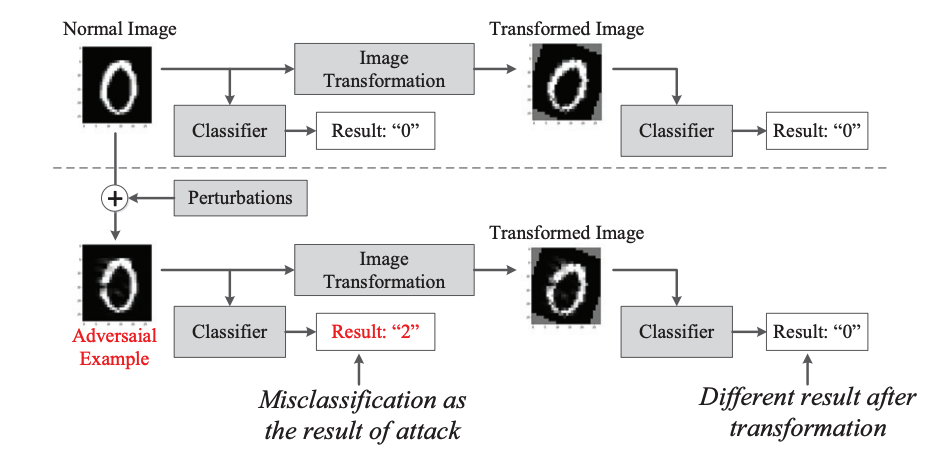 Normal Image
Transformed Image
Image
Transformation
Classifier
Result: “0”
Classifier
Result: “0”
+
Perturbations
Transformed Image
Image
Transformation
Adversaial
Example
Classifier
Result: “2”
Classifier
Result: “0”
Misclassification as
the result of attack
Different result after
transformation